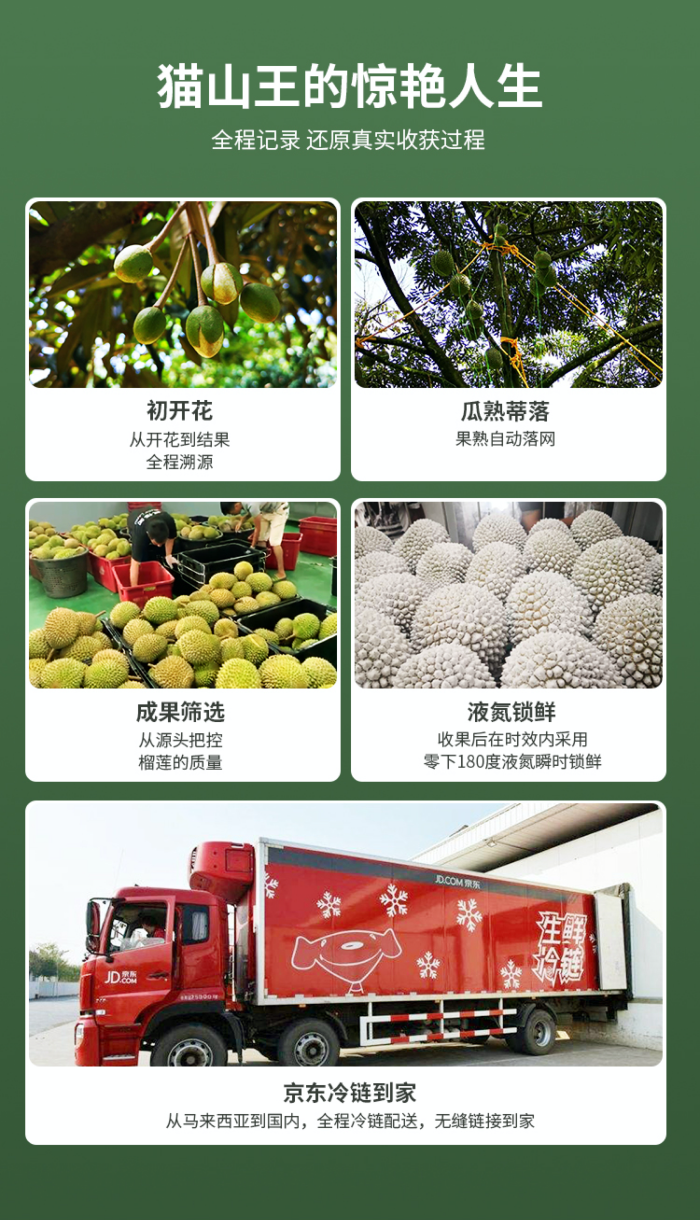 猫山王的惊艳人生
全程记录 还原真实收获过程
初开花
从开花到结果
全程溯源
瓜熟蒂落
果熟自动落网
成果筛选
从源头把控
榴莲的质量
液氮锁鲜
收果后在时效内采用
零下180度液氮瞬时锁鲜
JD.COM 京东
生鲜
冷链
JD 京东
.COM
京东冷链到家
从马来西亚到国内，全程冷链配送，无缝链接到家